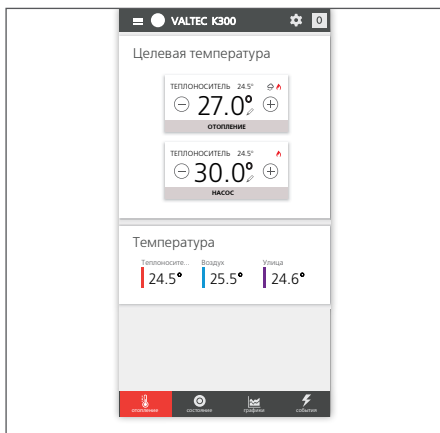 VALTEC K300 0
Целевая температура
ТЕПЛОНОСИТЕЛЬ 24.5°
27.0°
ОТОПЛЕНИЕ
ТЕПЛОНОСИТЕЛЬ 24.5°
30.0°
НАСОС
Температура
Теплоносите... Воздух Улица
24.5° 25.5° 24.6°
отопление состояние графики события